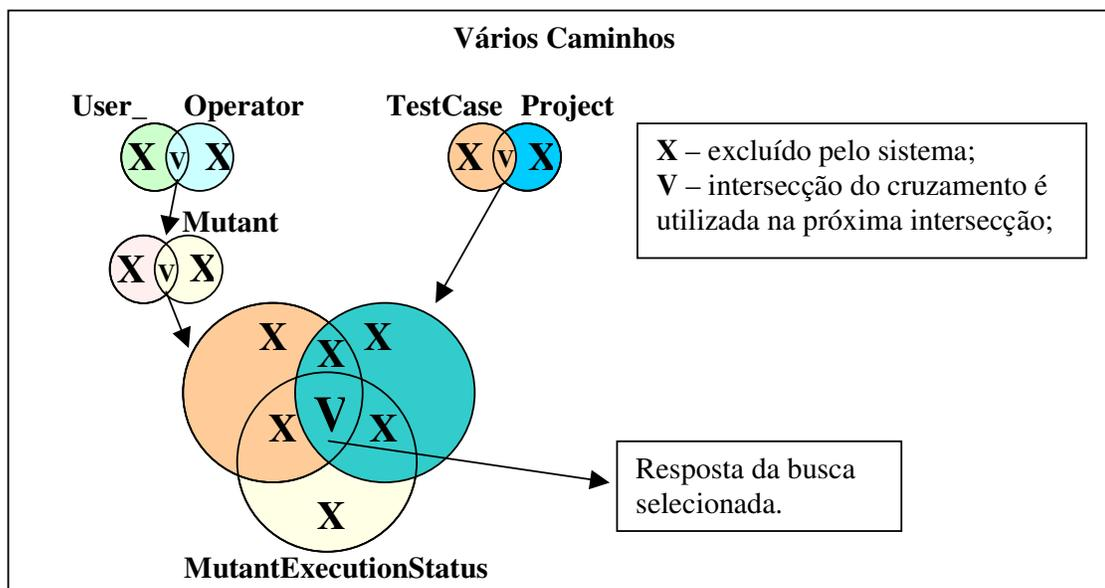 Vários Caminhos
User_ Operator
TestCase Project
X v X
X v X
X – excluído pelo sistema;
V – intersecção do cruzamento é
utilizada na próxima intersecção;
Mutant
X v X
X X X
X V X
X
Resposta da busca
selecionada.
MutantExecutionStatus